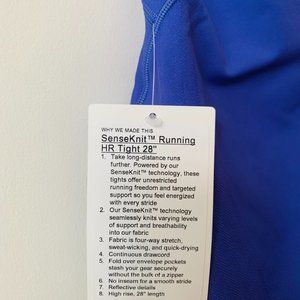 WHY WE MADE THIS
SenseKnit™ Running
HR Tight 28"
1. Take long-distance runs
further. Powered by our
SenseKnit™ technology, these
tights offer unrestricted
running freedom and targeted
support so you feel energized
with every stride
2. Our SenseKnit™ technology
seamlessly knits varying levels
of support and breathability
into our fabric
3. Fabric is four-way stretch,
sweat-wicking, and quick-drying
4. Continuous drawcord
5. Fold over envelope pockets
stash your gear securely
without the bulk of a zipper
6. No inseam for a smooth stride
7. Reflective details
8. High rise, 28" length